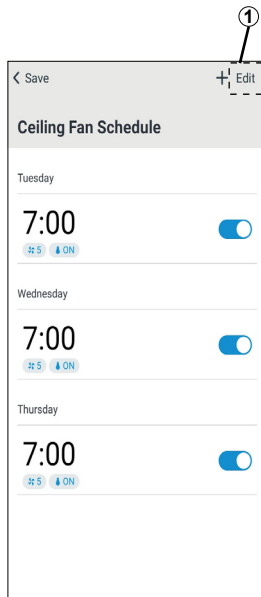 1
Save
+ Edit
Ceiling Fan Schedule
Tuesday
7:00
5 ON
Wednesday
7:00
5 ON
Thursday
7:00
5 ON